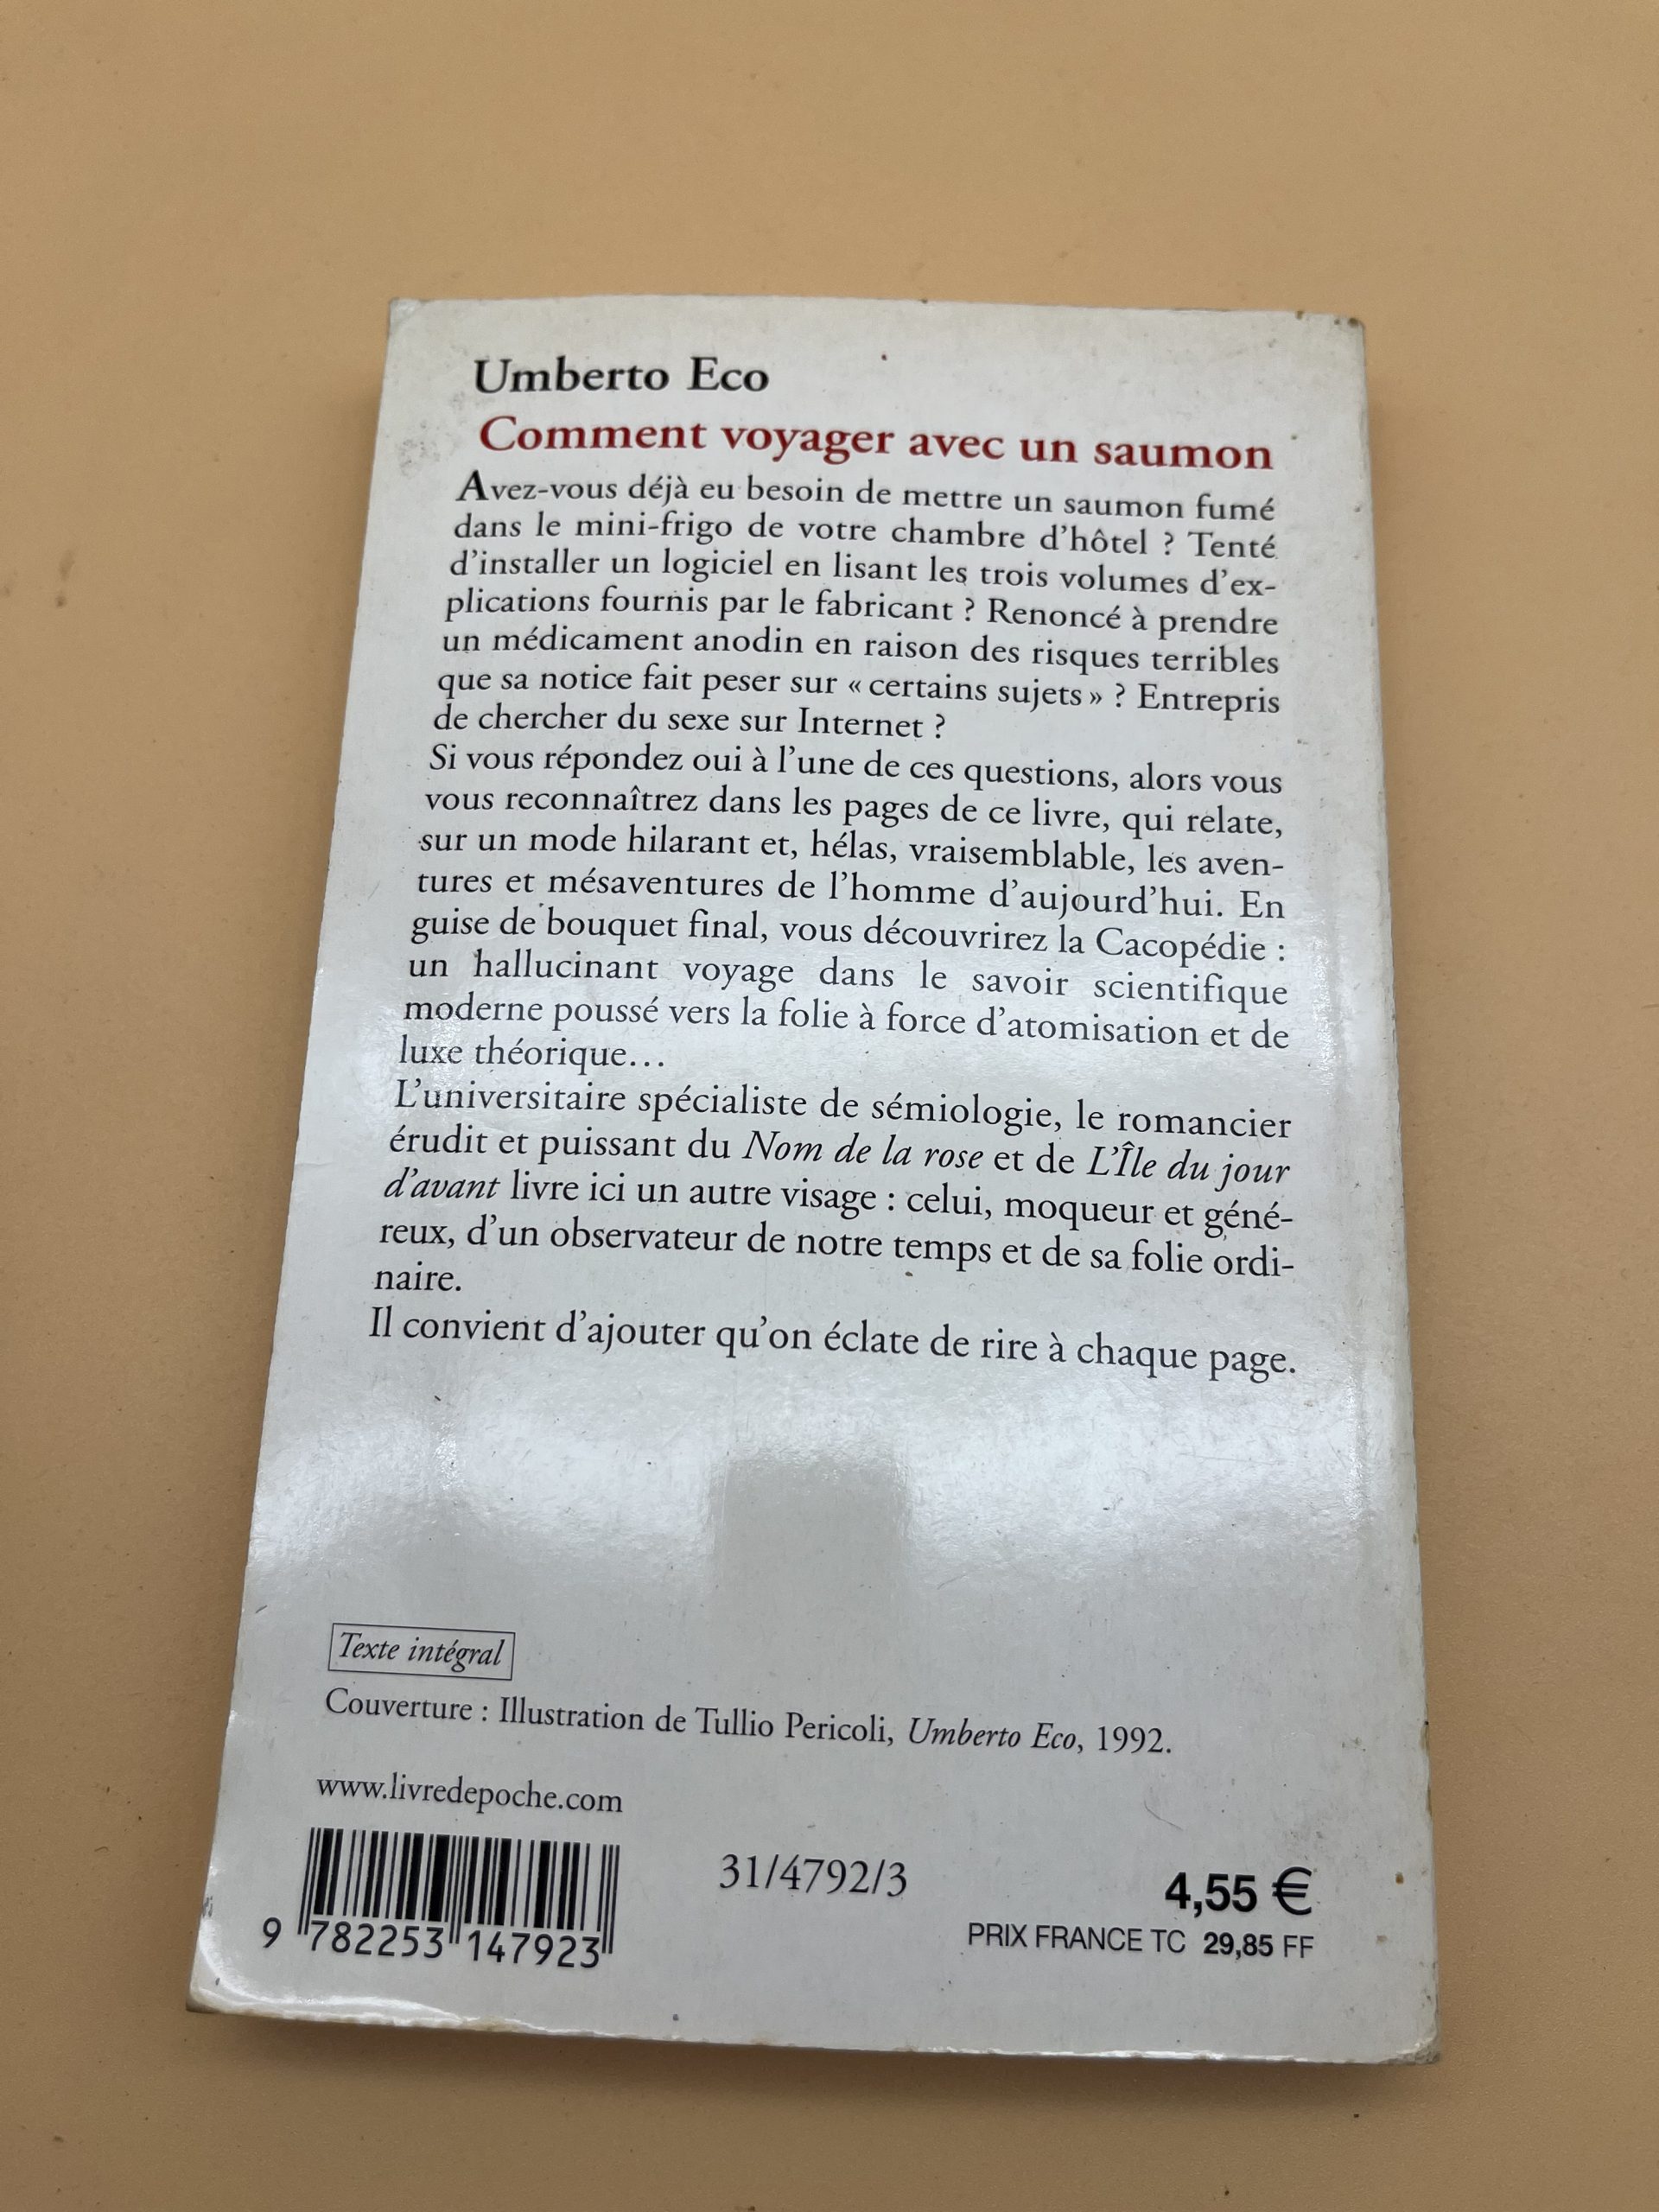 Umberto Eco
Comment voyager avec un saumon
Avez-vous déjà eu besoin de mettre un saumon fumé
dans le mini-frigo de votre chambre d'hôtel ? Tenté
d'installer un logiciel en lisant les trois volumes d'ex-
plications fournis par le fabricant ? Renoncé à prendre
un médicament anodin en raison des risques terribles
que sa notice fait peser sur « certains sujets » ? Entrepris
de chercher du sexe sur Internet ?
Si vous répondez oui à l'une de ces questions, alors vous
vous reconnaîtrez dans les pages de ce livre, qui relate,
sur un mode hilarant et, hélas, vraisemblable, les aven-
tures et mésaventures de l'homme d'aujourd'hui. En
guise de bouquet final, vous découvrirez la Cacopédie :
un hallucinant voyage dans le savoir scientifique
moderne poussé vers la folie à force d'atomisation et de
luxe théorique…
L'universitaire spécialiste de sémiologie, le romancier
érudit et puissant du Nom de la rose et de L'Île du jour
d'avant livre ici un autre visage : celui, moqueur et géné-
reux, d'un observateur de notre temps et de sa folie ordi-
naire.
Il convient d'ajouter qu'on éclate de rire à chaque page.
Texte intégral
Couverture : Illustration de Tullio Pericoli, Umberto Eco, 1992.
www.livredepoche.com
31/4792/3
4,55 €
PRIX FRANCE TC 29,85 FF
9 782253 147923